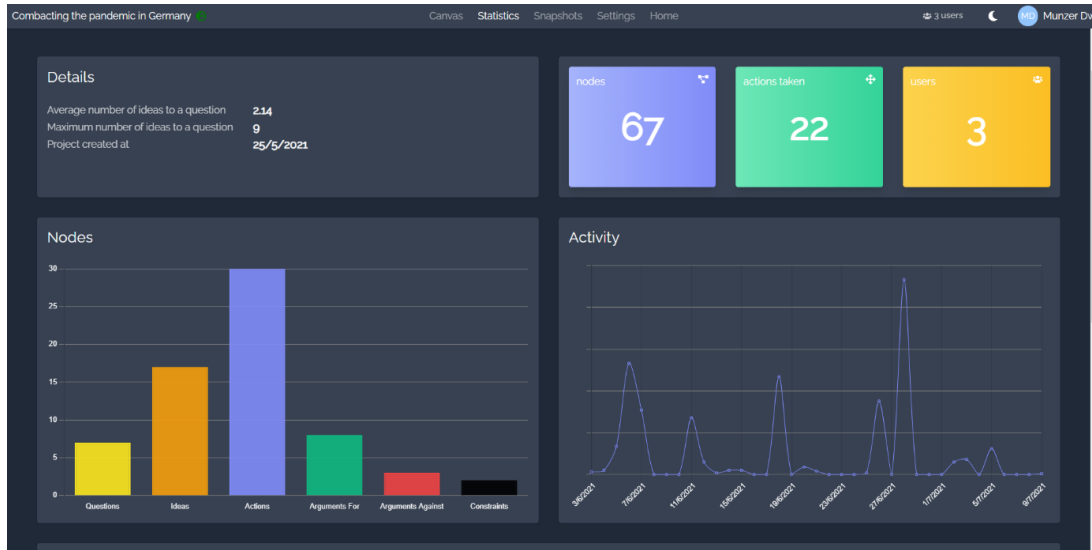 Combacting the pandemic in Germany
Canvas Statistics Snapshots Settings Home
3 users
MD Munzer Dw
Details
Average number of ideas to a question 2.14
Maximum number of ideas to a question 9
Project created at 25/5/2021
nodes
67
actions taken
22
users
3
Nodes
30
25
20
15
10
5
0
Questions Ideas Actions Arguments For Arguments Against Constraints
Activity
3/6/2021 7/6/2021 11/6/2021 15/6/2021 19/6/2021 23/6/2021 27/6/2021 1/7/2021 5/7/2021 9/7/2021